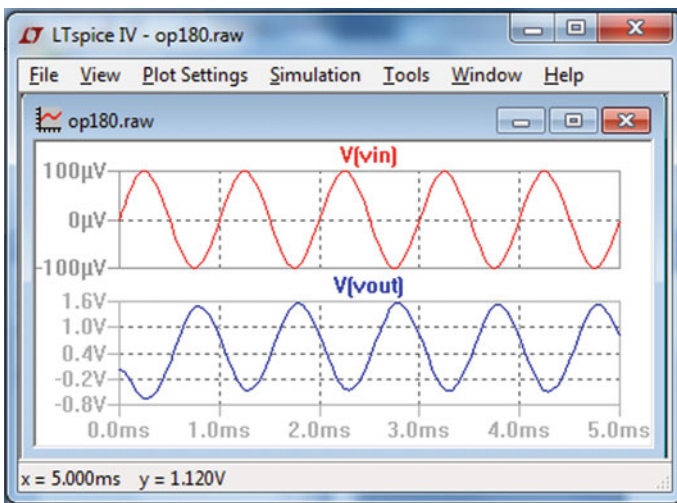 LTspice IV - op180.raw
File View Plot Settings Simulation Tools Window Help
op180.raw
V(vin)
100µV
0µV
-100µV
V(vout)
1.6V
1.0V
0.4V
-0.2V
-0.8V
0.0ms 1.0ms 2.0ms 3.0ms 4.0ms 5.0ms
x = 5.000ms y = 1.120V